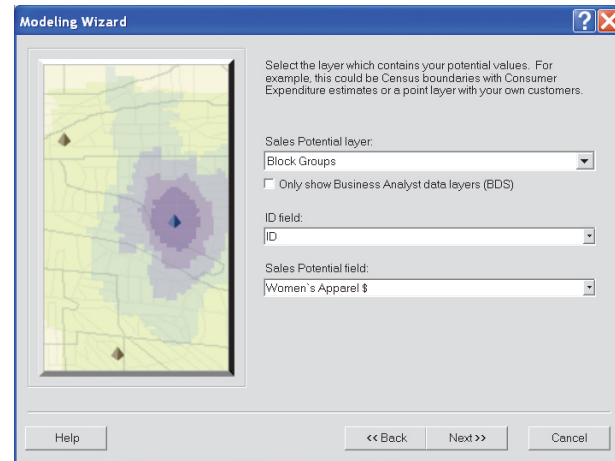 Modeling Wizard
?
Select the layer which contains your potential values. For
example, this could be Census boundaries with Consumer
Expenditure estimates or a point layer with your own customers.
Sales Potential layer:
Block Groups
Only show Business Analyst data layers (BDS)
ID field:
ID
Sales Potential field:
Women`s Apparel $
Help
<< Back
Next >>
Cancel